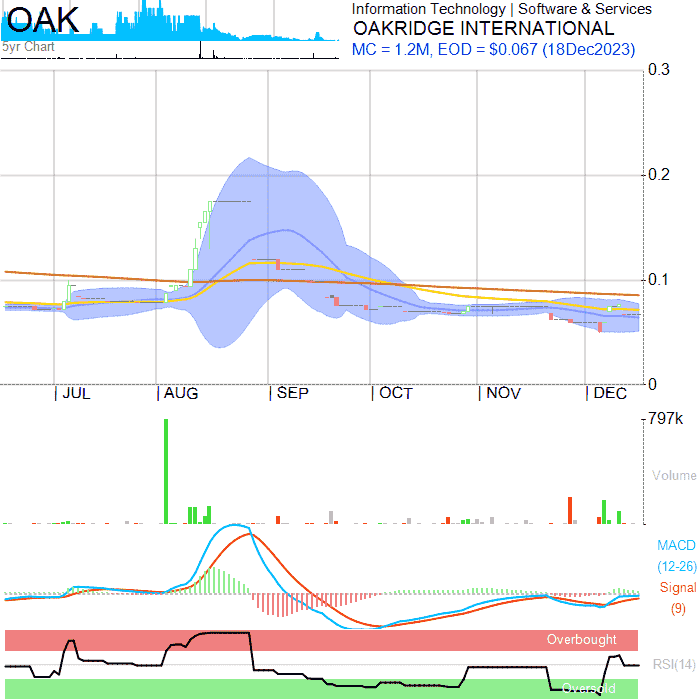 OAK
5yr Chart
Information Technology | Software & Services
OAKRIDGE INTERNATIONAL
MC = 1.2M, EOD = $0.067 (18Dec2023)
0.3
0.2
0.1
0
| JUL | AUG | SEP | OCT | NOV | DEC
797k
Volume
MACD
(12-26)
Signal
(9)
Overbought
RSI(14)
Oversold